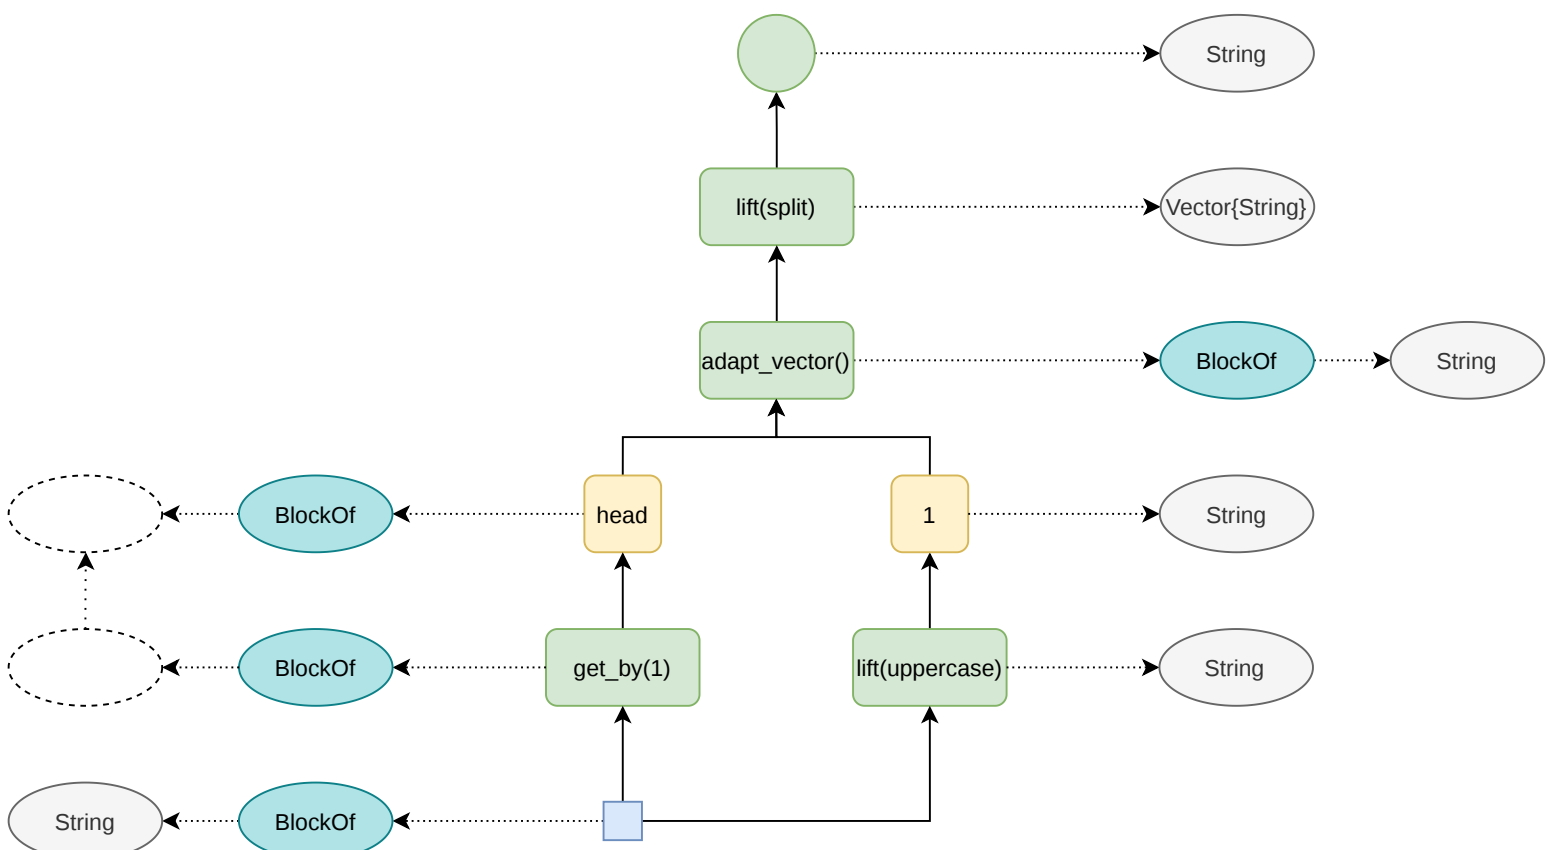 String
lift(split)
Vector{String}
adapt_vector()
BlockOf
String
BlockOf
head
1
String
BlockOf
get_by(1)
lift(uppercase)
String
String
BlockOf